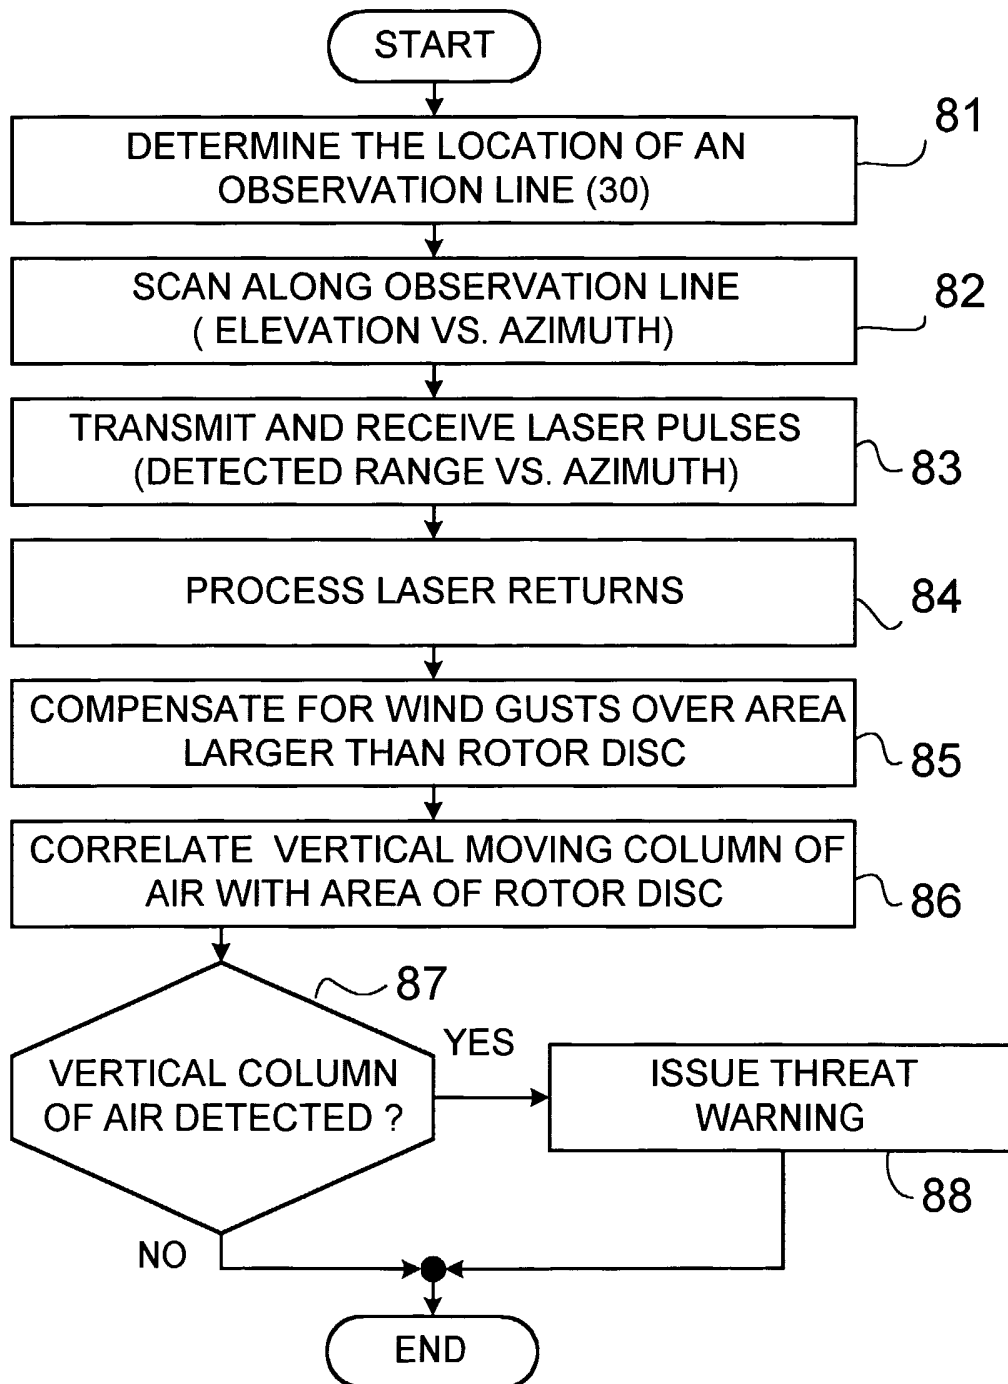 START
DETERMINE THE LOCATION OF AN
OBSERVATION LINE (30)
81
SCAN ALONG OBSERVATION LINE
( ELEVATION VS. AZIMUTH)
82
TRANSMIT AND RECEIVE LASER PULSES
(DETECTED RANGE VS. AZIMUTH)
83
PROCESS LASER RETURNS
84
COMPENSATE FOR WIND GUSTS OVER AREA
LARGER THAN ROTOR DISC
85
CORRELATE VERTICAL MOVING COLUMN OF
AIR WITH AREA OF ROTOR DISC
86
87
VERTICAL COLUMN
OF AIR DETECTED ?
YES
ISSUE THREAT
WARNING
88
NO
END